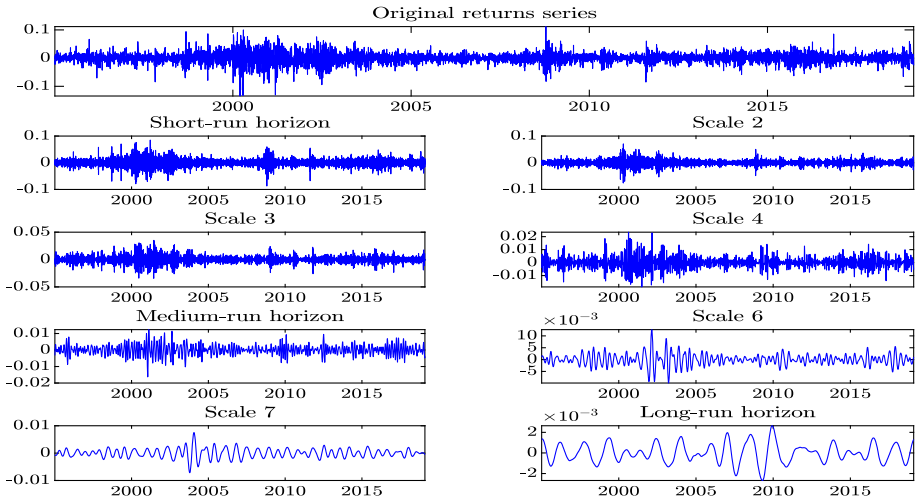 Original returns series
0.1
0
-0.1
2000 2005 2010 2015
Short-run horizon Scale 2
0.1 0.1
0 0
-0.1 -0.1
2000 2005 2010 2015 2000 2005 2010 2015
Scale 3 Scale 4
0.05 0.02
0.01
0 0
-0.01
-0.05
2000 2005 2010 2015 2000 2005 2010 2015
Medium-run horizon Scale 6
×10⁻³
0.01 10
0 5
0
-0.01 -5
-0.02
2000 2005 2010 2015 2000 2005 2010 2015
Scale 7 Long-run horizon
×10⁻³
0.01 2
0 0
-2
-0.01
2000 2005 2010 2015 2000 2005 2010 2015